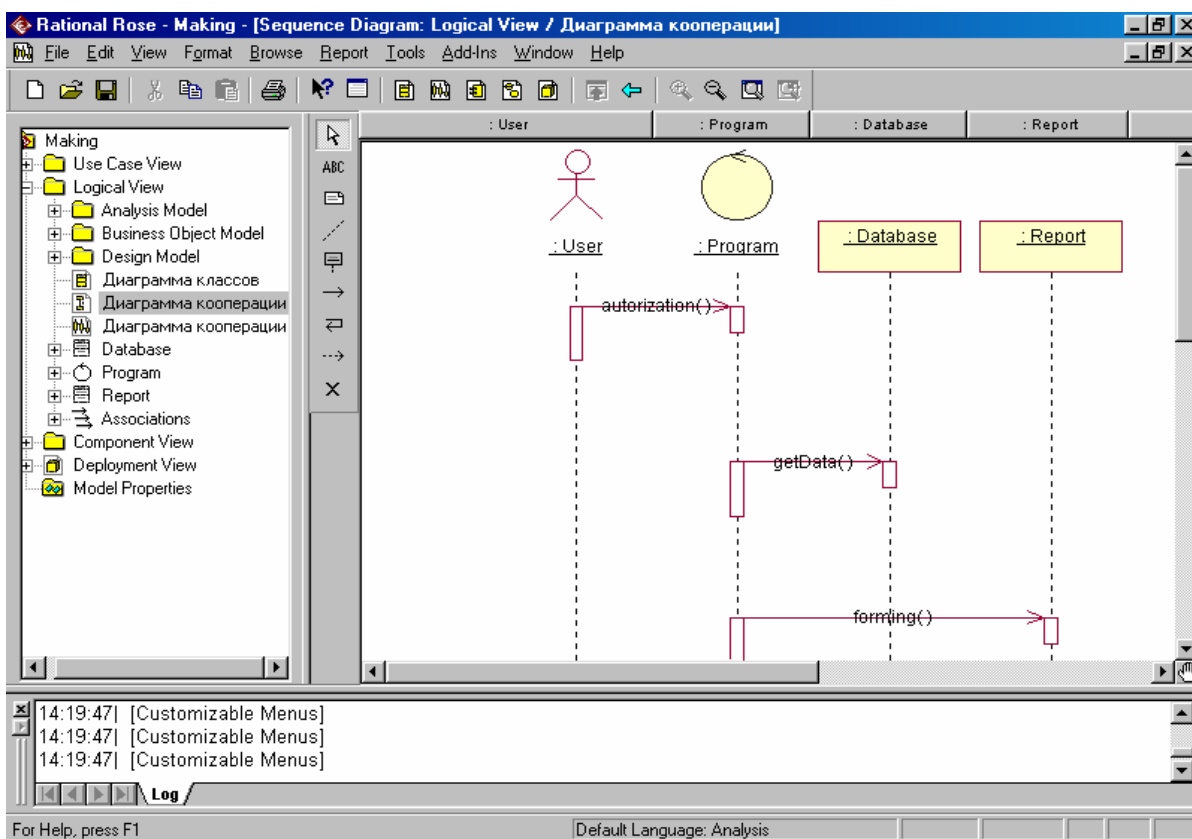 Rational Rose - Making - [Sequence Diagram: Logical View / Диаграмма кооперации]
File Edit View Format Browse Report Tools Add-Ins Window Help
: User : Program : Database : Report
Making
Use Case View
Logical View
Analysis Model
Business Object Model
Design Model
Диаграмма классов
Диаграмма кооперации
Диаграмма кооперации
Database
Program
Report
Associations
Component View
Deployment View
Model Properties
ABC
: User
: Program
: Database
: Report
autorization()
getData()
forming()
14:19:47| [Customizable Menus]
14:19:47| [Customizable Menus]
14:19:47| [Customizable Menus]
Log
For Help, press F1
Default Language: Analysis